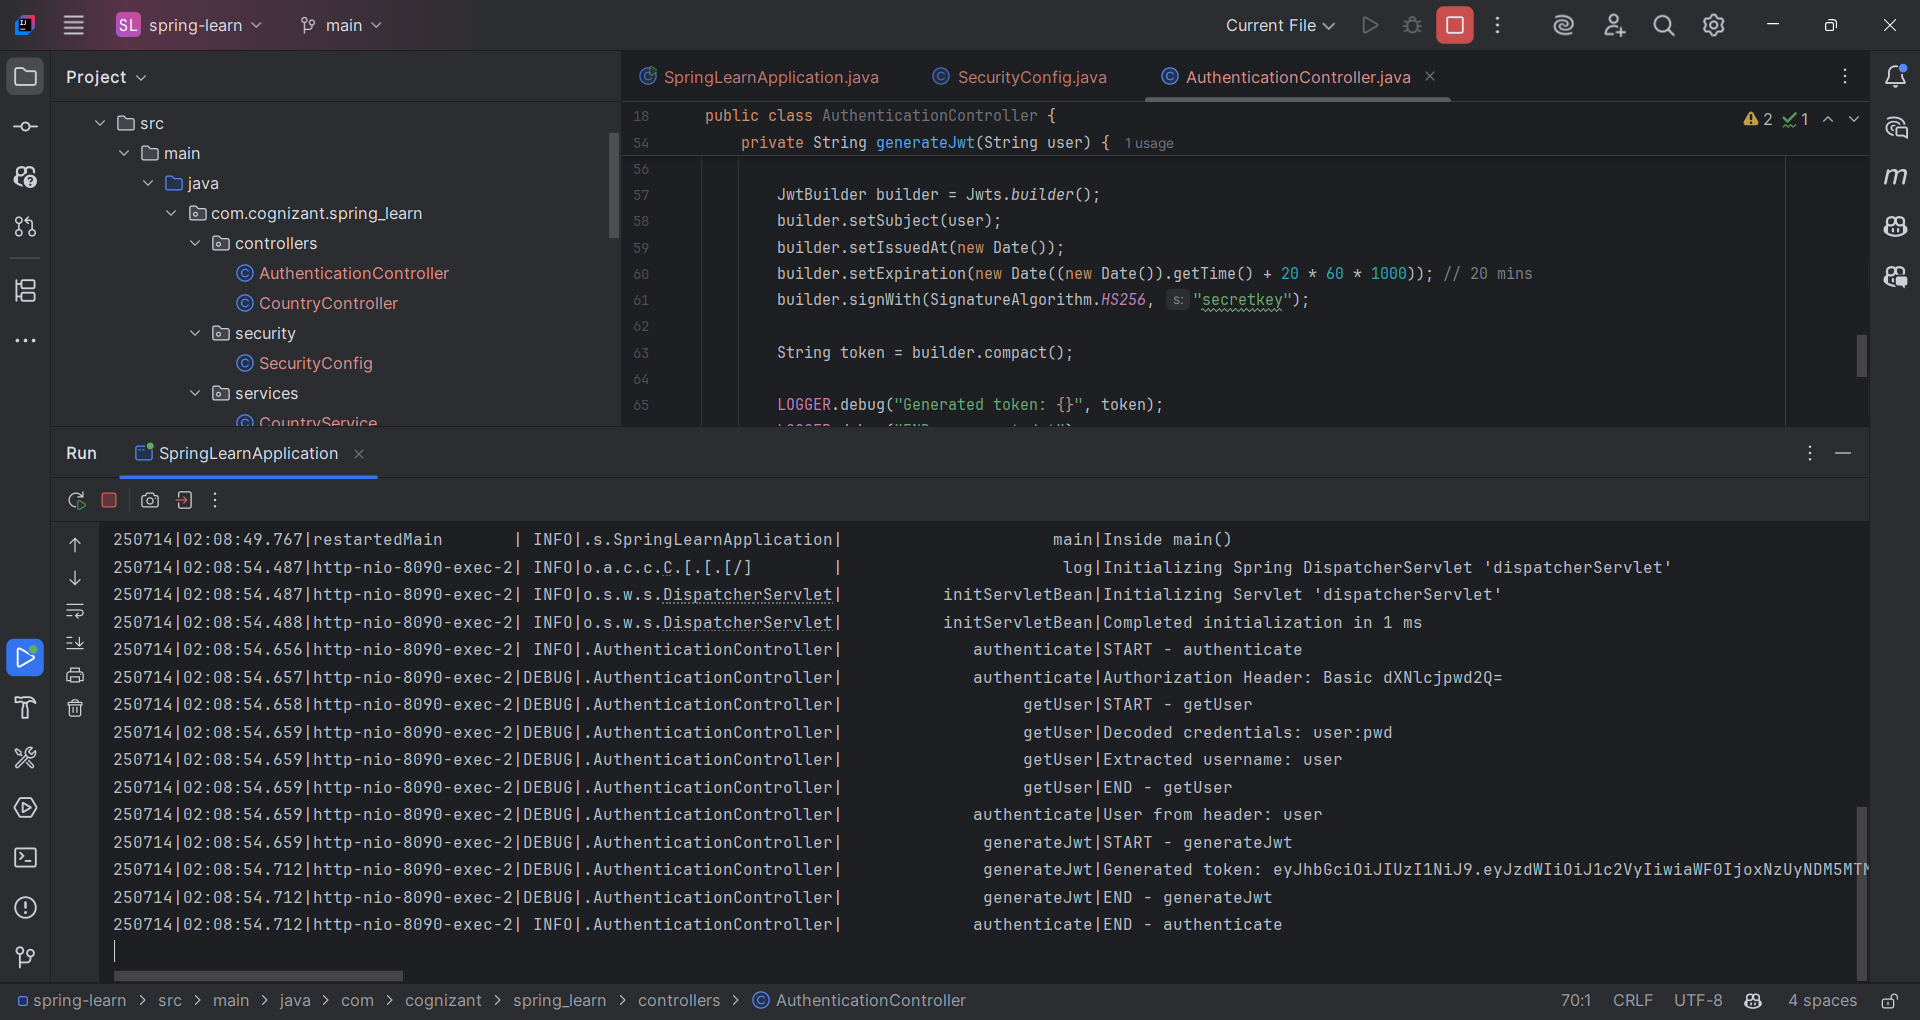 SL spring-learn main Current File
Project
SpringLearnApplication.java SecurityConfig.java AuthenticationController.java
src
main
java
com.cognizant.spring_learn
controllers
AuthenticationController
CountryController
security
SecurityConfig
services
CountryService
18 public class AuthenticationController {
54 private String generateJwt(String user) { 1 usage
2 1
56
57 JwtBuilder builder = Jwts.builder();
58 builder.setSubject(user);
59 builder.setIssuedAt(new Date());
60 builder.setExpiration(new Date((new Date()).getTime() + 20 * 60 * 1000)); // 20 mins
61 builder.signWith(SignatureAlgorithm.HS256, s: "secretkey");
62
63 String token = builder.compact();
64
65 LOGGER.debug("Generated token: {}", token);
Run SpringLearnApplication
250714|02:08:49.767|restartedMain | INFO|.s.SpringLearnApplication| main|Inside main()
250714|02:08:54.487|http-nio-8090-exec-2| INFO|o.a.c.c.C.[.[.[/] | log|Initializing Spring DispatcherServlet 'dispatcherServlet'
250714|02:08:54.487|http-nio-8090-exec-2| INFO|o.s.w.s.DispatcherServlet| initServletBean|Initializing Servlet 'dispatcherServlet'
250714|02:08:54.488|http-nio-8090-exec-2| INFO|o.s.w.s.DispatcherServlet| initServletBean|Completed initialization in 1 ms
250714|02:08:54.656|http-nio-8090-exec-2| INFO|.AuthenticationController| authenticate|START - authenticate
250714|02:08:54.657|http-nio-8090-exec-2|DEBUG|.AuthenticationController| authenticate|Authorization Header: Basic dXNlcjpwd2Q=
250714|02:08:54.658|http-nio-8090-exec-2|DEBUG|.AuthenticationController| getUser|START - getUser
250714|02:08:54.659|http-nio-8090-exec-2|DEBUG|.AuthenticationController| getUser|Decoded credentials: user:pwd
250714|02:08:54.659|http-nio-8090-exec-2|DEBUG|.AuthenticationController| getUser|Extracted username: user
250714|02:08:54.659|http-nio-8090-exec-2|DEBUG|.AuthenticationController| getUser|END - getUser
250714|02:08:54.659|http-nio-8090-exec-2|DEBUG|.AuthenticationController| authenticate|User from header: user
250714|02:08:54.659|http-nio-8090-exec-2|DEBUG|.AuthenticationController| generateJwt|START - generateJwt
250714|02:08:54.712|http-nio-8090-exec-2|DEBUG|.AuthenticationController| generateJwt|Generated token: eyJhbGciOiJIUzI1NiJ9.eyJzdWIiOiJ1c2VyIiwiaWF0IjoxNzUyNDM5MTM
250714|02:08:54.712|http-nio-8090-exec-2|DEBUG|.AuthenticationController| generateJwt|END - generateJwt
250714|02:08:54.712|http-nio-8090-exec-2| INFO|.AuthenticationController| authenticate|END - authenticate
spring-learn > src > main > java > com > cognizant > spring_learn > controllers > AuthenticationController 70:1 CRLF UTF-8 4 spaces